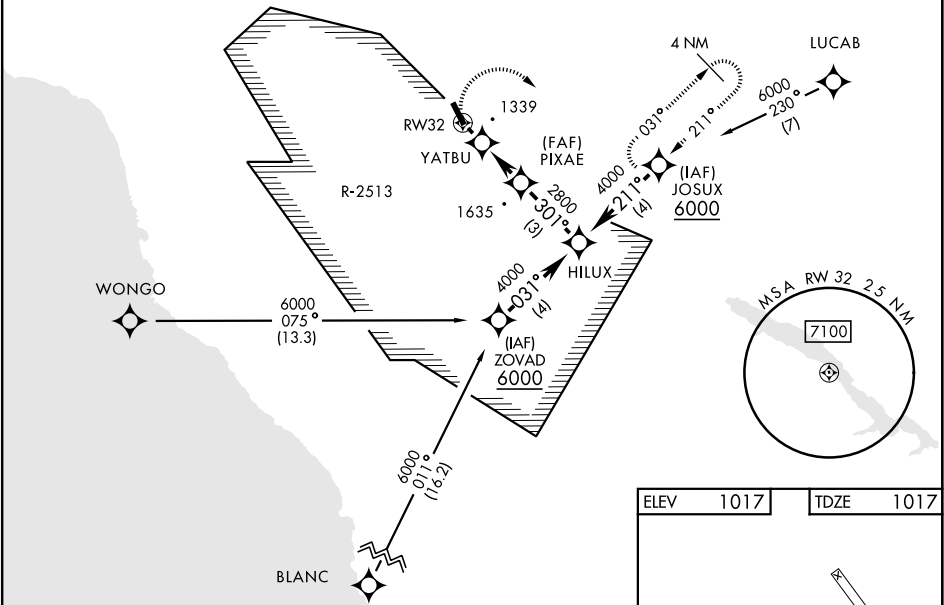 4 NM
LUCAB
6000
230°
(7)
031°
211°
1339
RW32
YATBU
(FAF)
PIXAE
(IAF)
JOSUX
6000
4000
211°
(4)
2800
301°
(3)
R-2513
1635
HILUX
WONGO
6000
075°
(13.3)
4000
031°
(4)
(IAF)
ZOVAD
6000
6000
011°
(16.2)
BLANC
MSA RW 32 25 NM
7100
ELEV 1017
TDZE 1017